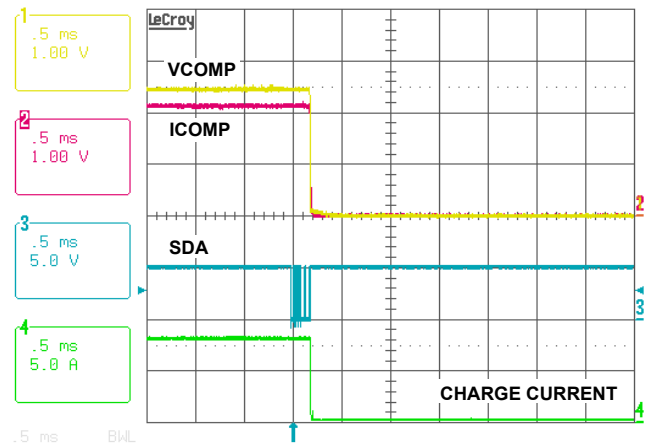 1
.5 ms
1.00 V
2
.5 ms
1.00 V
3
.5 ms
5.0 V
4
.5 ms
5.0 A
.5 ms BWL
LeCroy
VCOMP
ICOMP
SDA
CHARGE CURRENT
2
3
4